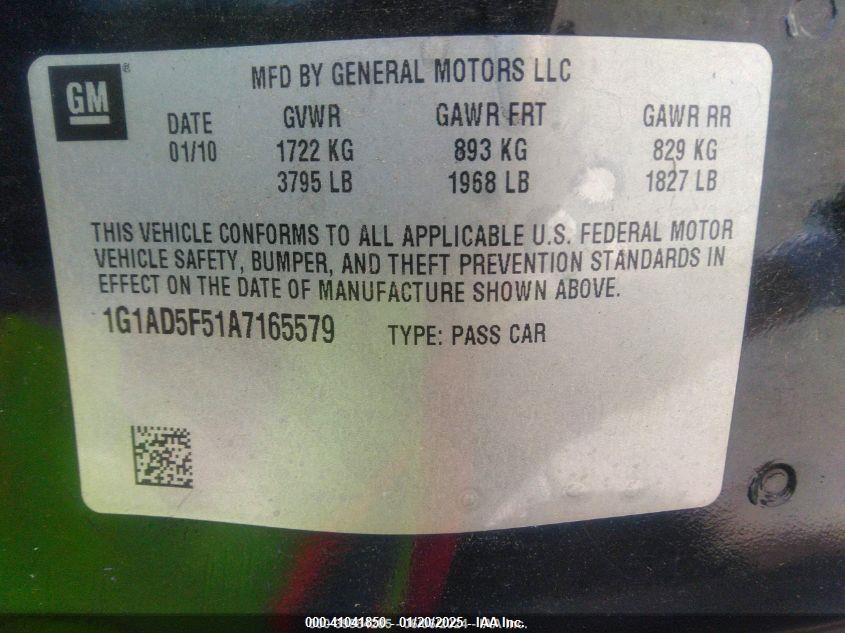 GM®
MFD BY GENERAL MOTORS LLC
DATE GVWR GAWR FRT GAWR RR
01/10 1722 KG 893 KG 829 KG
3795 LB 1968 LB 1827 LB
THIS VEHICLE CONFORMS TO ALL APPLICABLE U.S. FEDERAL MOTOR
VEHICLE SAFETY, BUMPER, AND THEFT PREVENTION STANDARDS IN
EFFECT ON THE DATE OF MANUFACTURE SHOWN ABOVE.
1G1AD5F51A7165579 TYPE: PASS CAR
000-41041850 - 01/20/2025 - IAA Inc.